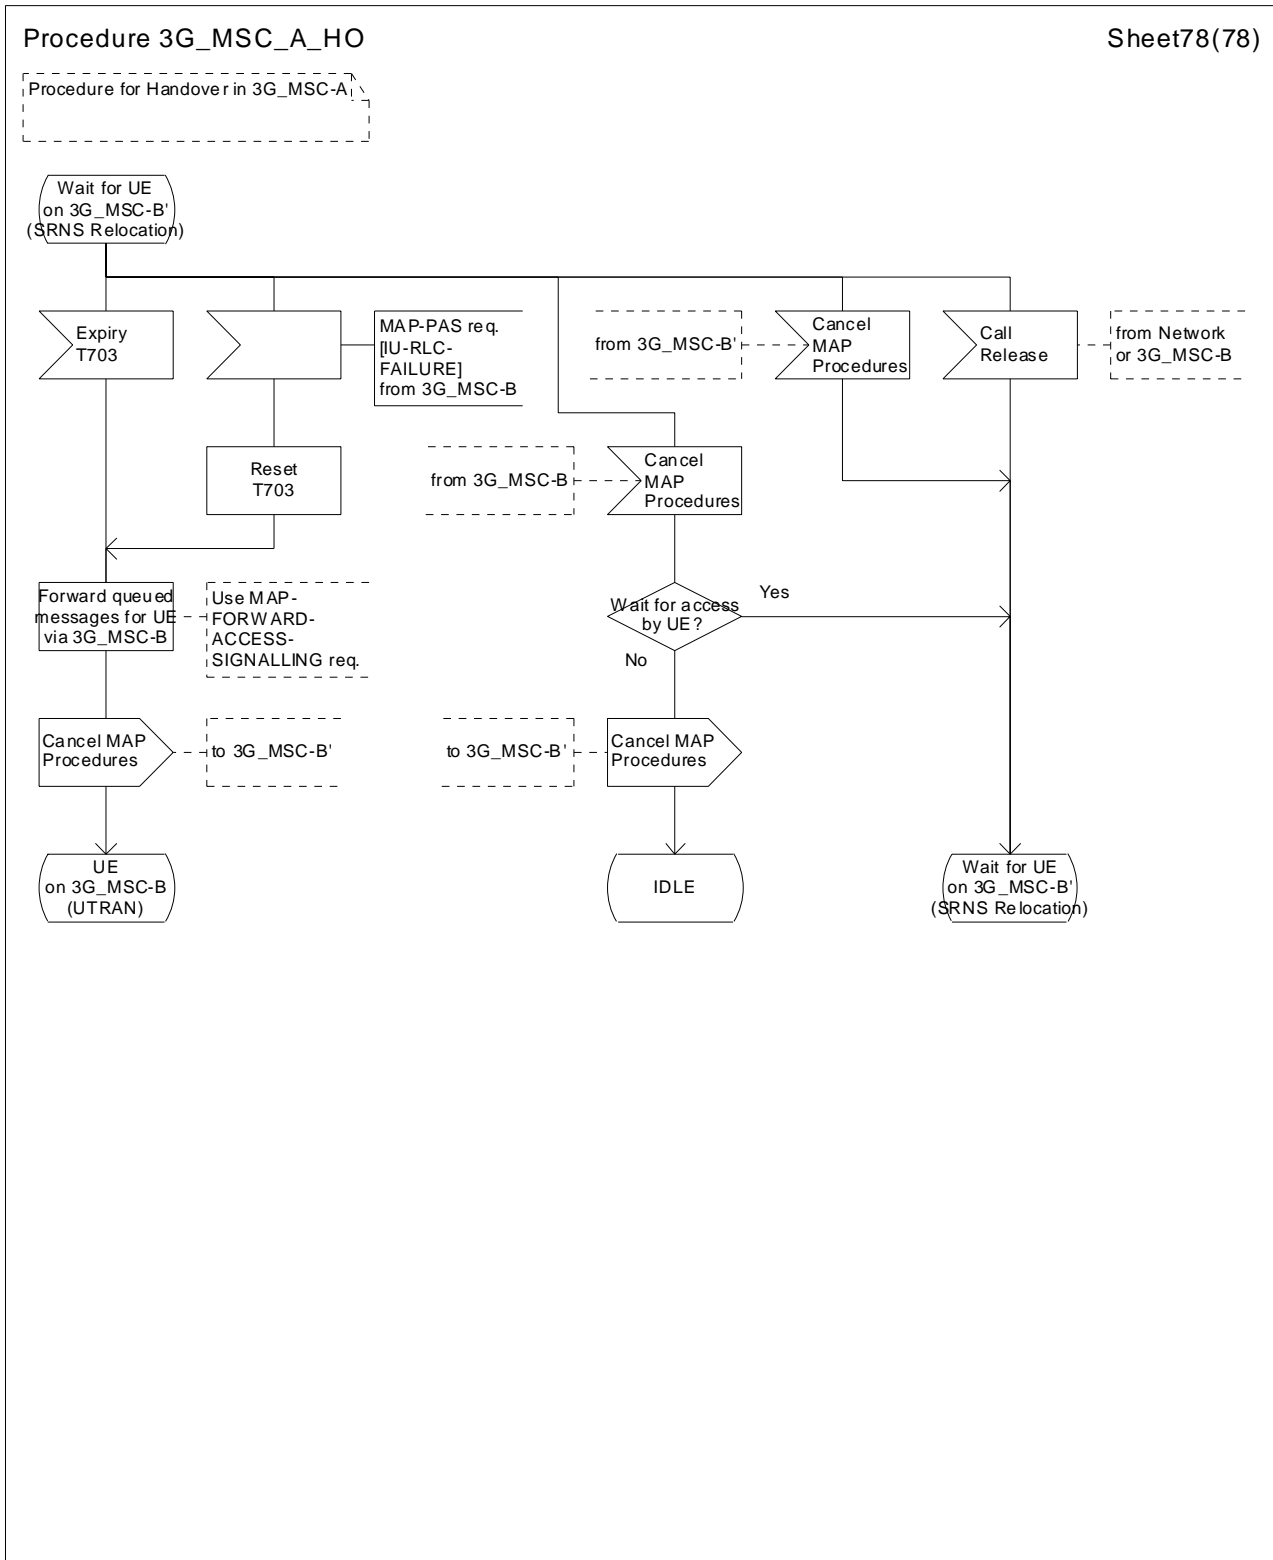 Procedure 3G_MSC_A_HO
Sheet78(78)
Procedure for Handover in 3G_MSC-A
Wait for UE
on 3G_MSC-B'
(SRNS Relocation)
Expiry
T703
MAP-PAS req.
[IU-RLC-
FAILURE]
from 3G_MSC-B
from 3G_MSC-B'
Cancel
MAP
Procedures
Call
Release
from Network
or 3G_MSC-B
Reset
T703
from 3G_MSC-B
Cancel
MAP
Procedures
Forward queued
messages for UE
via 3G_MSC-B
Use MAP-
FORWARD-
ACCESS-
SIGNALLING req.
Wait for access
by UE?
Yes
No
Cancel MAP
Procedures
to 3G_MSC-B'
to 3G_MSC-B'
Cancel MAP
Procedures
UE
on 3G_MSC-B
(UTRAN)
IDLE
Wait for UE
on 3G_MSC-B'
(SRNS Relocation)